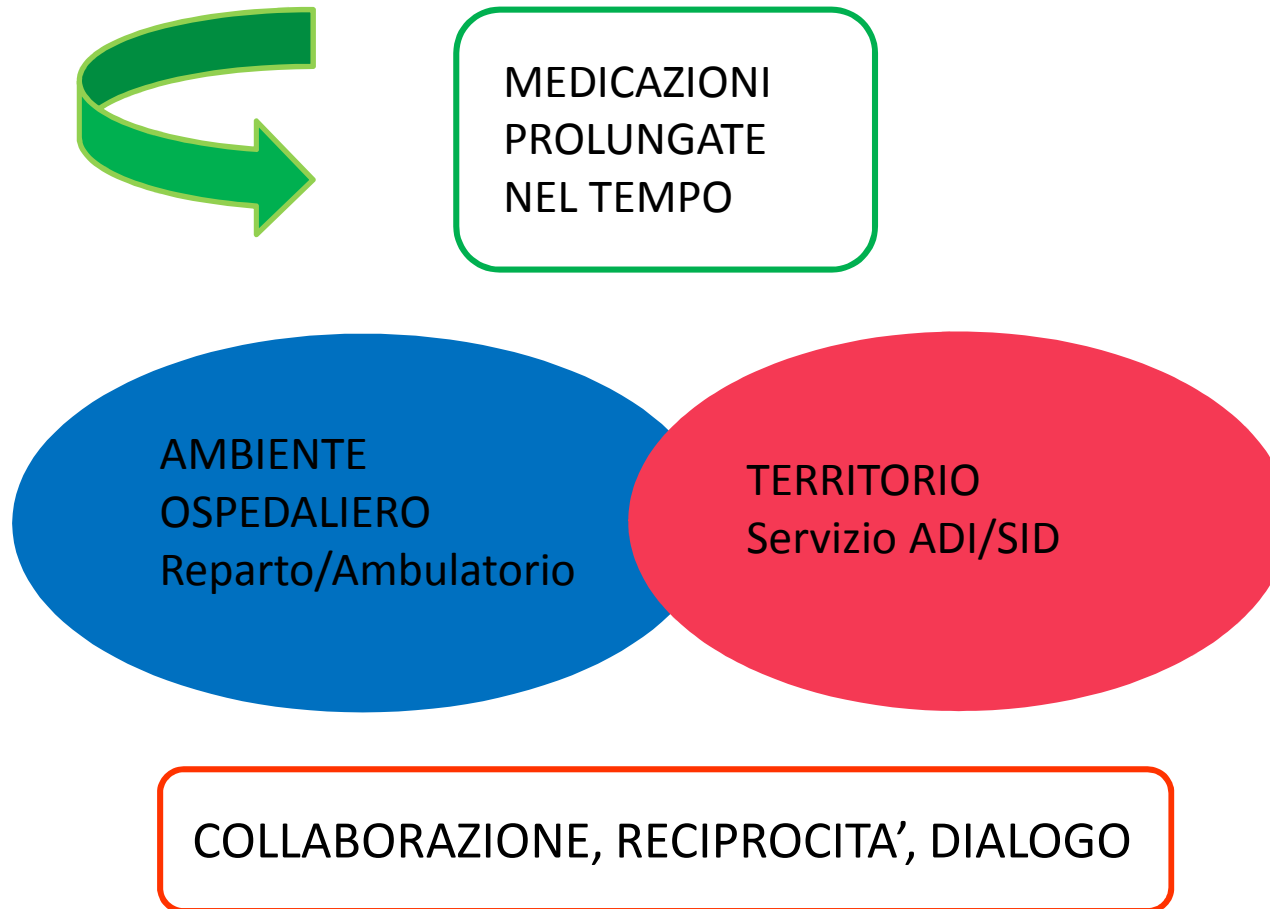 MEDICAZIONI
PROLUNGATE
NEL TEMPO
AMBIENTE
OSPEDALIERO
Reparto/Ambulatorio
TERRITORIO
Servizio ADI/SID
COLLABORAZIONE, RECIPROCITA’, DIALOGO